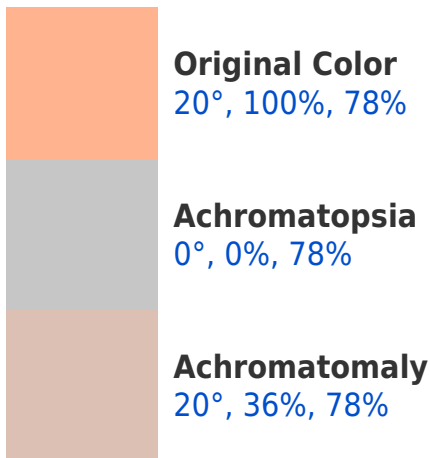 Original Color
20°, 100%, 78%
Achromatopsia
0°, 0%, 78%
Achromatomaly
20°, 36%, 78%